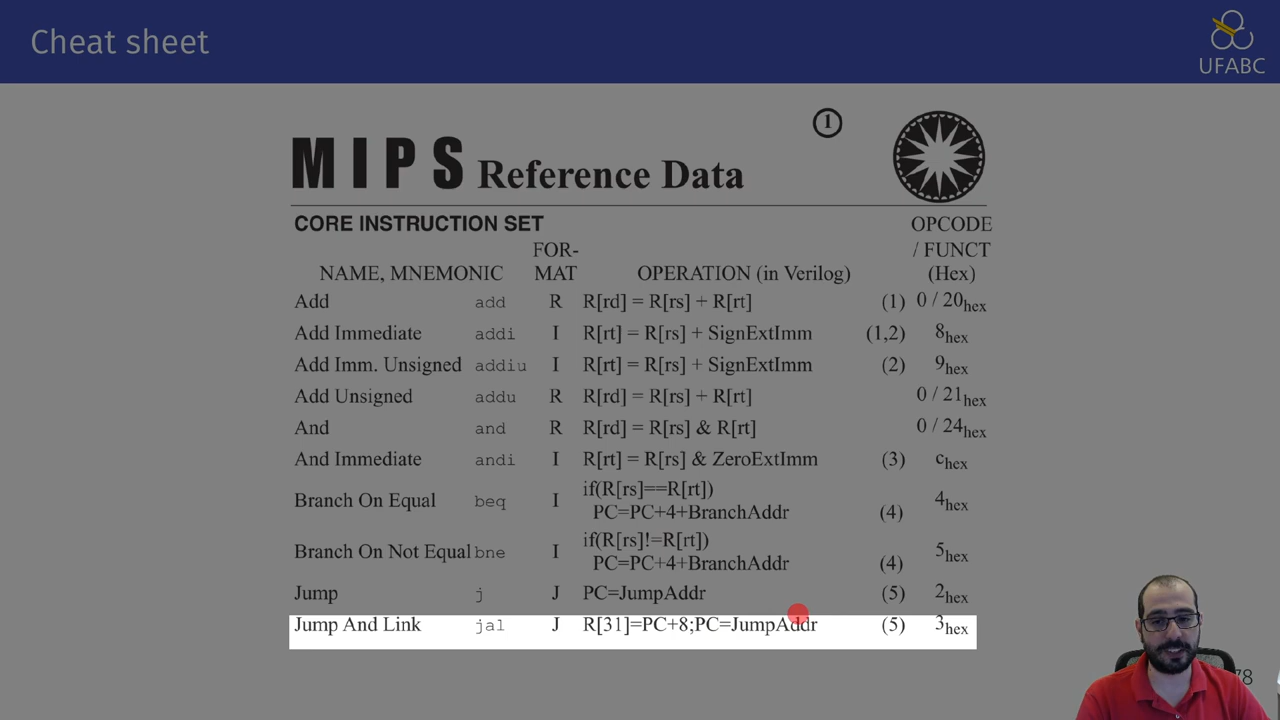 Cheat sheet
UFABC
1
MIPS Reference Data
CORE INSTRUCTION SET
OPCODE
FOR-
/ FUNCT
NAME, MNEMONIC MAT OPERATION (in Verilog) (Hex)
Add add R R[rd] = R[rs] + R[rt] (1) 0 / 20hex
Add Immediate addi I R[rt] = R[rs] + SignExtImm (1,2) 8hex
Add Imm. Unsigned addiu I R[rt] = R[rs] + SignExtImm (2) 9hex
Add Unsigned addu R R[rd] = R[rs] + R[rt] 0 / 21hex
And and R R[rd] = R[rs] & R[rt] 0 / 24hex
And Immediate andi I R[rt] = R[rs] & ZeroExtImm (3) chex
Branch On Equal beq I if(R[rs]==R[rt])
PC=PC+4+BranchAddr (4) 4hex
Branch On Not Equal bne I if(R[rs]!=R[rt])
PC=PC+4+BranchAddr (4) 5hex
Jump j J PC=JumpAddr (5) 2hex
Jump And Link jal J R[31]=PC+8;PC=JumpAddr (5) 3hex